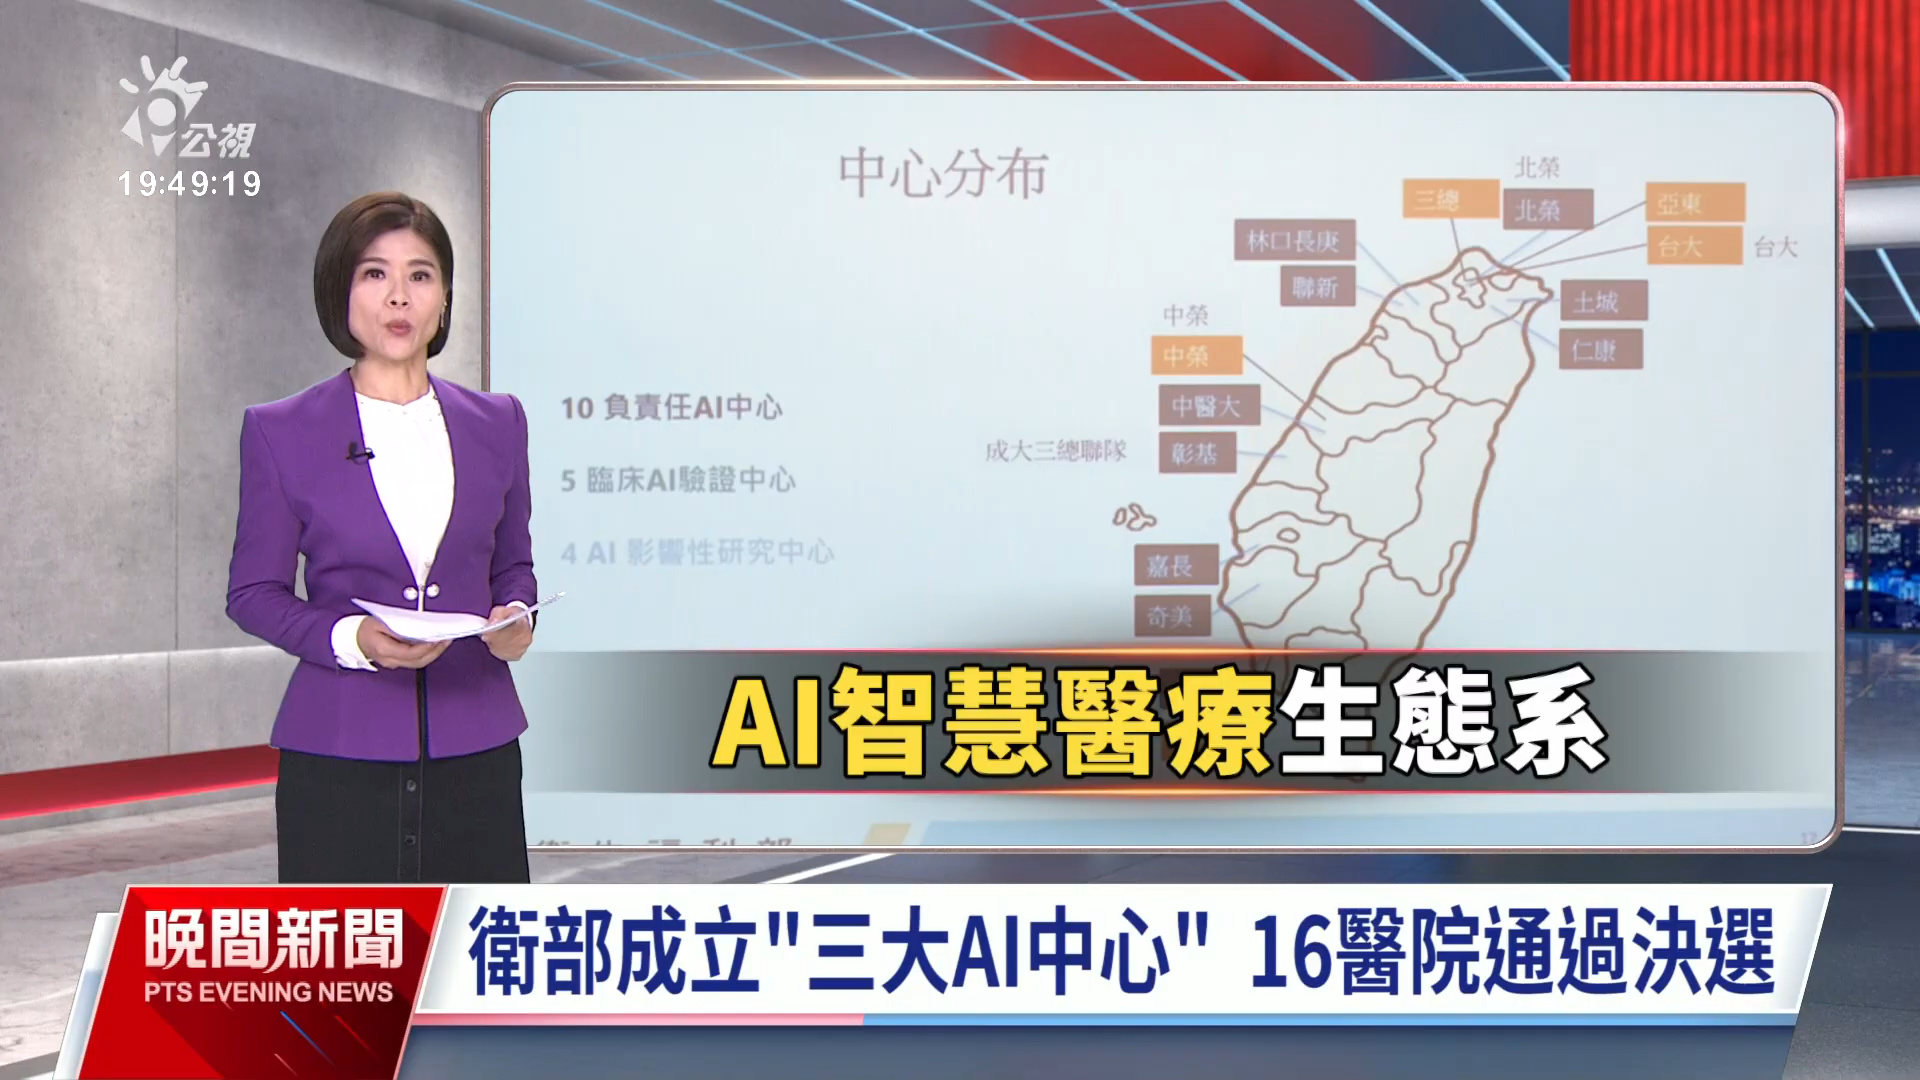 公視
19:49:19
中心分布
北榮
三總
北榮
亞東
林口長庚
台大
台大
聯新
土城
中榮
中榮
仁康
10 負責任AI中心
中醫大
成大三總聯隊
彰基
5 臨床AI驗證中心
4 AI 影響性研究中心
嘉長
奇美
AI智慧醫療生態系
衛生福利部
晚間新聞
PTS EVENING NEWS
衛部成立"三大AI中心" 16醫院通過決選